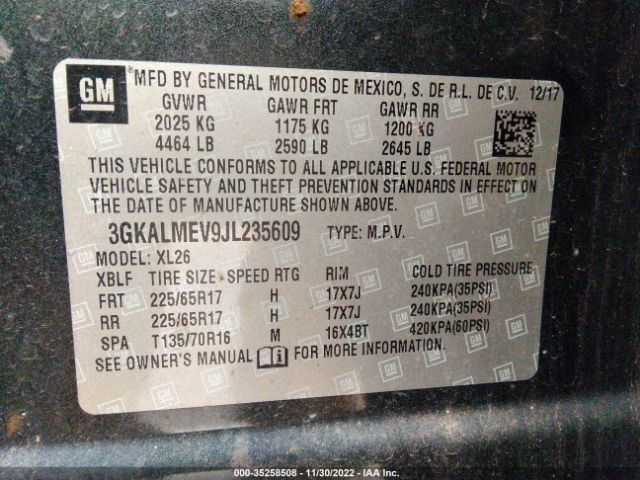 GM
MFD BY GENERAL MOTORS DE MEXICO, S. DE R.L. DE C.V. 12/17
GVWR GAWR FRT GAWR RR
2025 KG 1175 KG 1200 KG
4464 LB 2590 LB 2645 LB
THIS VEHICLE CONFORMS TO ALL APPLICABLE U.S. FEDERAL MOTOR
VEHICLE SAFETY AND THEFT PREVENTION STANDARDS IN EFFECT ON
THE DATE OF MANUFACTURE SHOWN ABOVE.
3GKALMEV9JL235609 TYPE: M.P.V.
MODEL: XL26
XBLF TIRE SIZE SPEED RTG RIM COLD TIRE PRESSURE
FRT 225/65R17 H 17X7J 240KPA(35PSI)
RR 225/65R17 H 17X7J 240KPA(35PSI)
SPA T135/70R16 M 16X4BT 420KPA(60PSI)
SEE OWNER'S MANUAL FOR MORE INFORMATION.
000-35258508 - 11/30/2022 - IAA Inc.